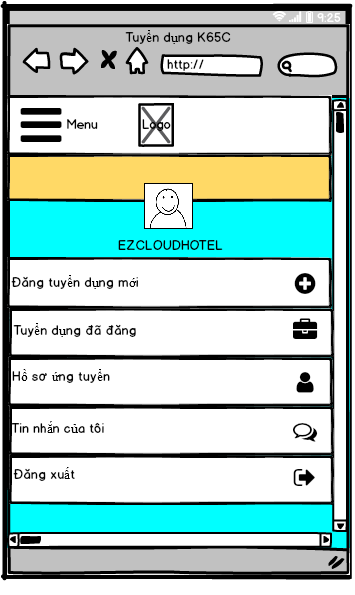 9:25
Tuyển dụng K65C
http://
Menu
Logo
EZCLOUDHOTEL
Đăng tuyển dụng mới
Tuyển dụng đã đăng
Hồ sơ ứng tuyển
Tin nhắn của tôi
Đăng xuất